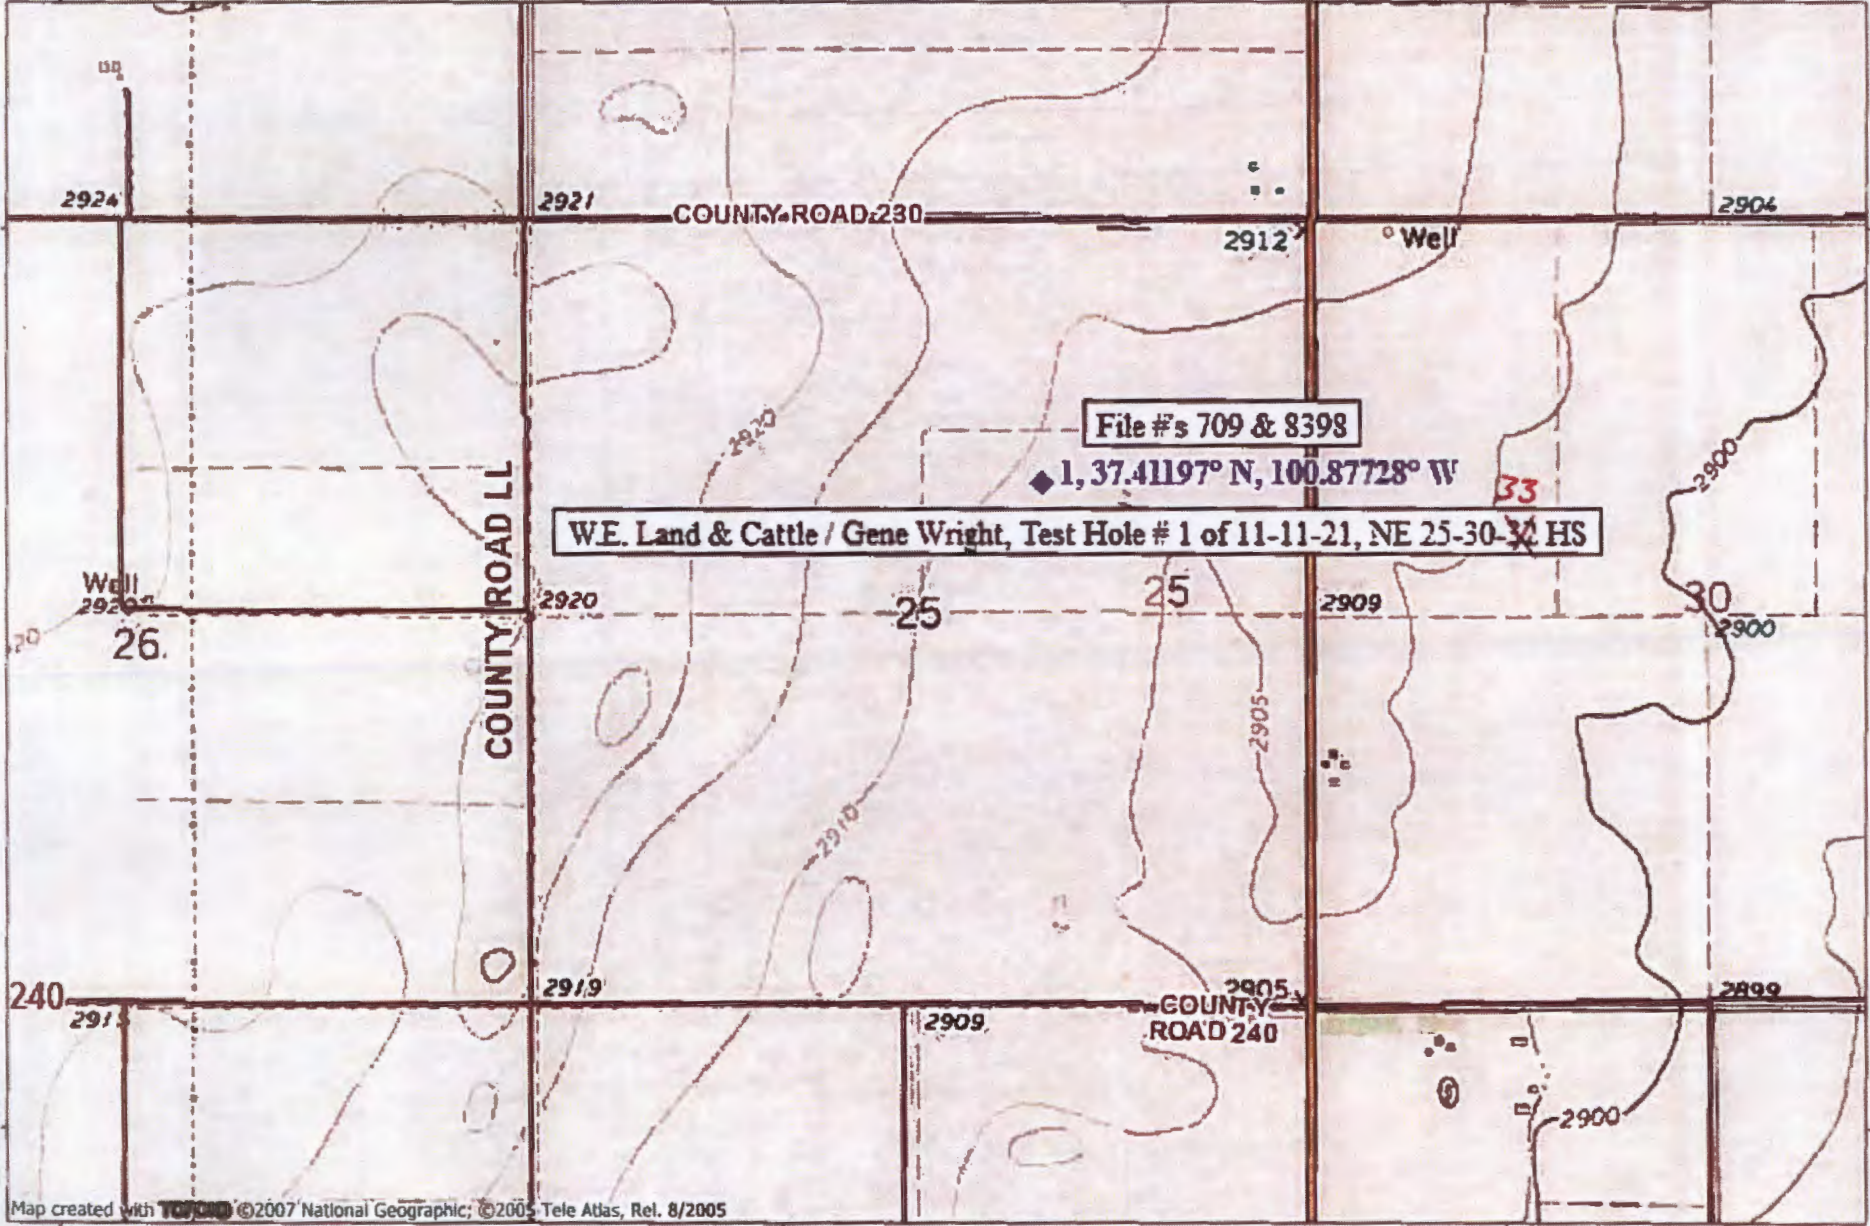 2924
2921
COUNTY ROAD 230
2904
2912
Well
File #'s 709 & 8398
2920
1, 37.41197° N, 100.87728° W
2900
33
W.E. Land & Cattle / Gene Wright, Test Hole # 1 of 11-11-21, NE 25-30- HS
COUNTY ROAD LL
Well
2920
25
25
2909
30
2900
26
2905
2910
240
2919
2905
2899
2909
COUNTY
ROAD 240
2900
Map created with TOPO! ©2007 National Geographic; ©2005 Tele Atlas, Rel. 8/2005